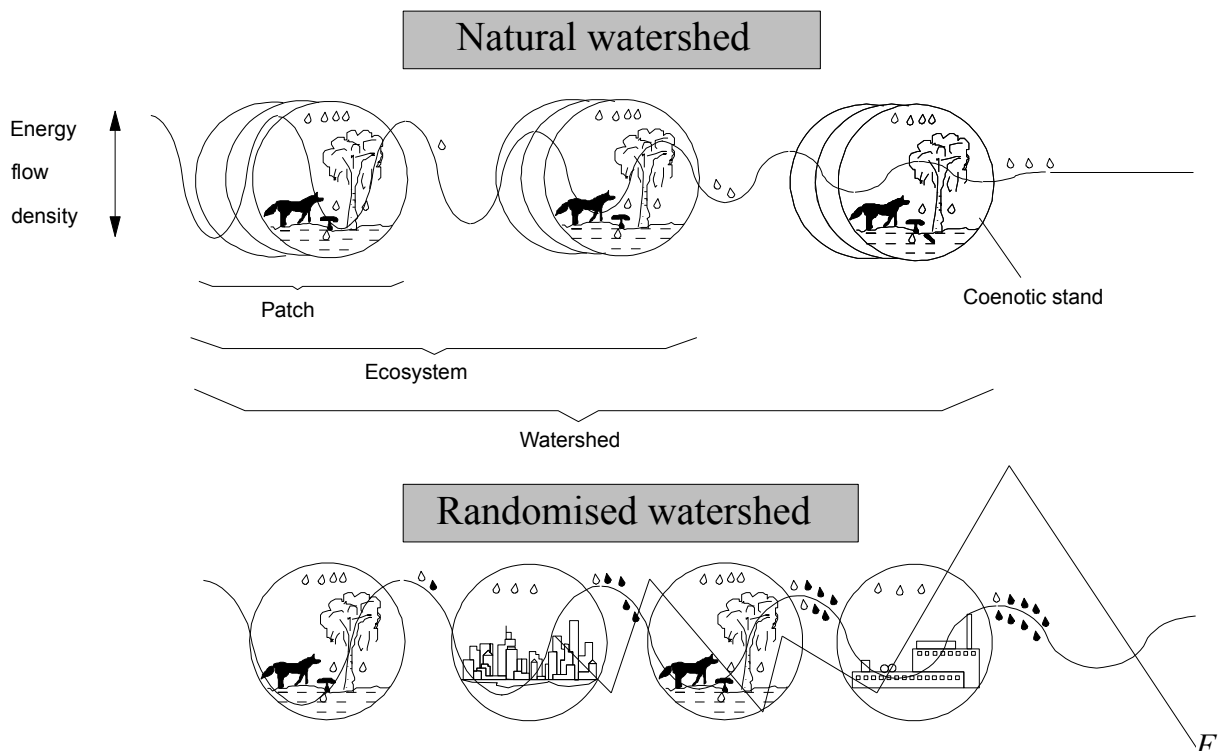 Natural watershed
Energy
flow
density
Coenotic stand
Patch
Ecosystem
Watershed
Randomised watershed
E